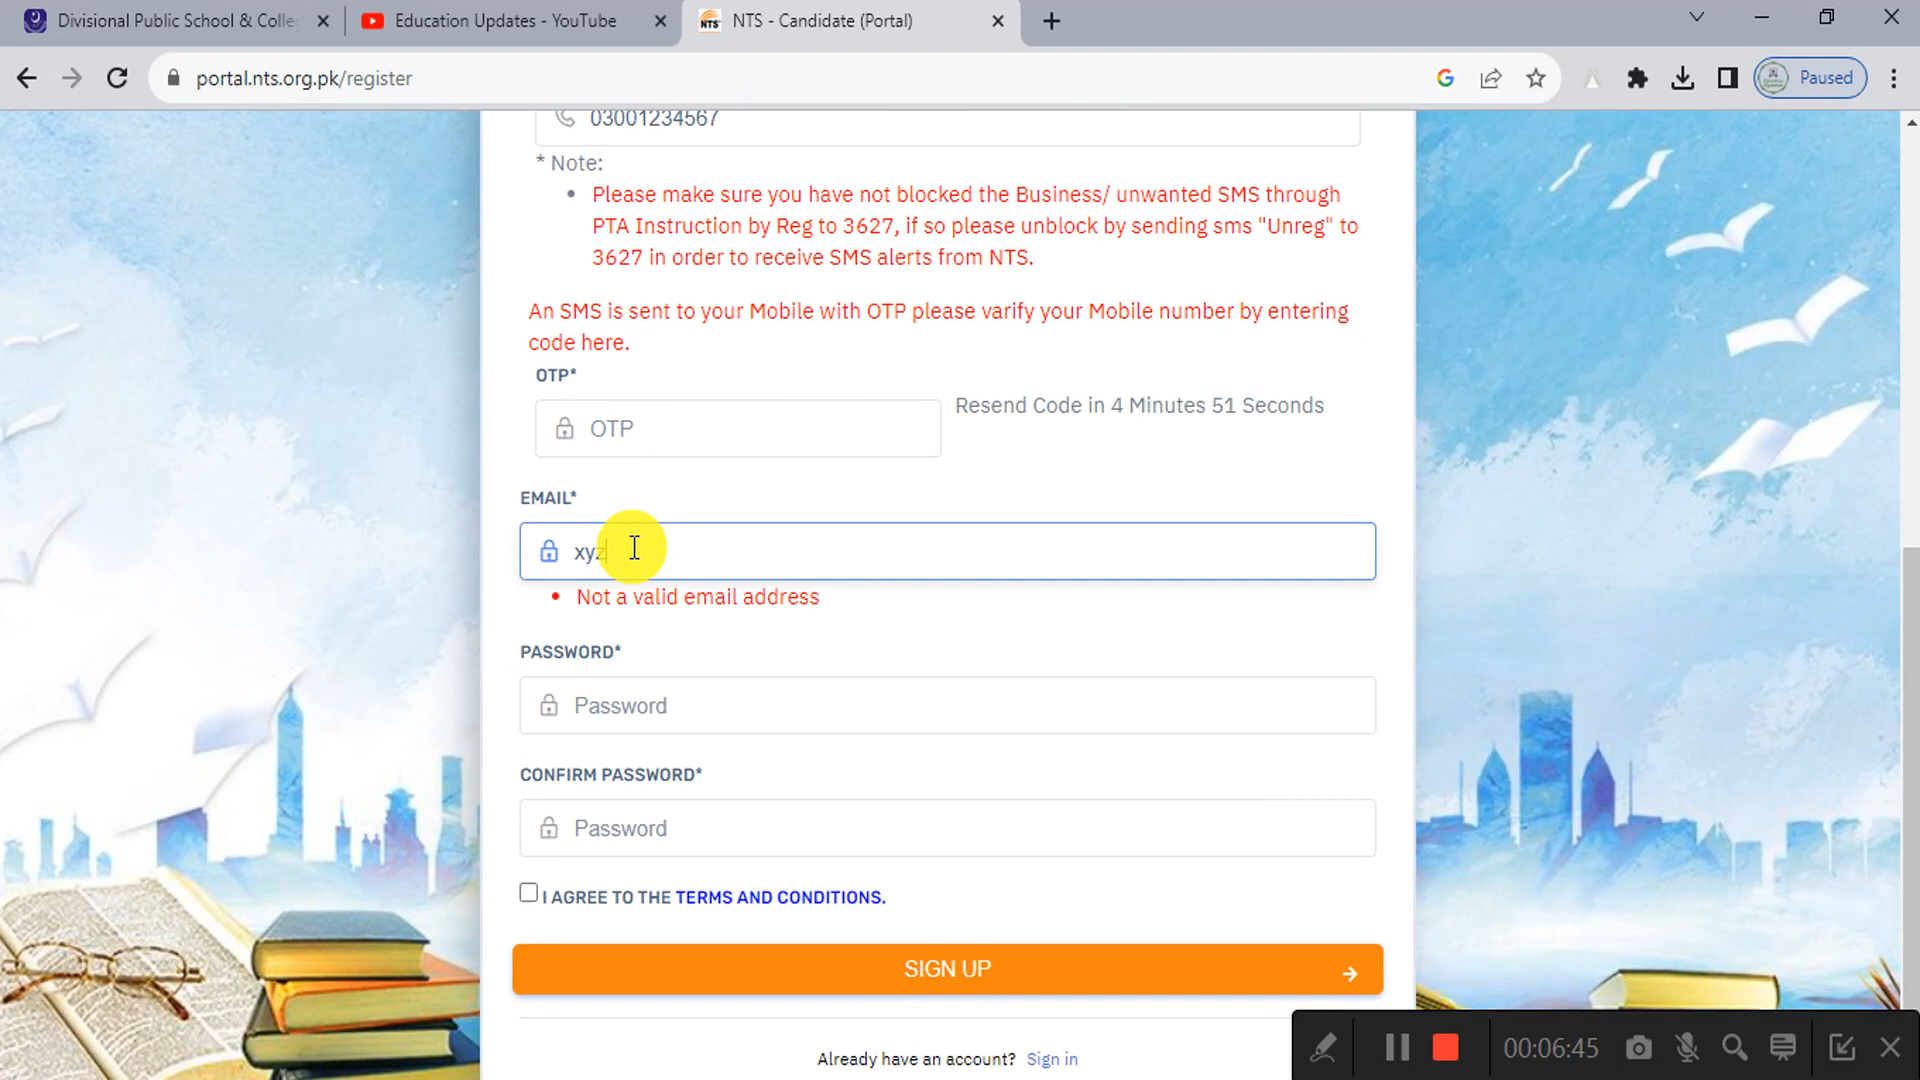 Divisional Public School & Colle
Education Updates - YouTube
NTS
NTS - Candidate (Portal)
portal.nts.org.pk/register
Paused
03001234567
* Note:
Please make sure you have not blocked the Business/ unwanted SMS through
PTA Instruction by Reg to 3627, if so please unblock by sending sms "Unreg" to
3627 in order to receive SMS alerts from NTS.
An SMS is sent to your Mobile with OTP please varify your Mobile number by entering
code here.
OTP*
OTP
Resend Code in 4 Minutes 51 Seconds
EMAIL*
xyz
Not a valid email address
PASSWORD*
Password
CONFIRM PASSWORD*
Password
I AGREE TO THE TERMS AND CONDITIONS.
SIGN UP
Already have an account? Sign in
00:06:45